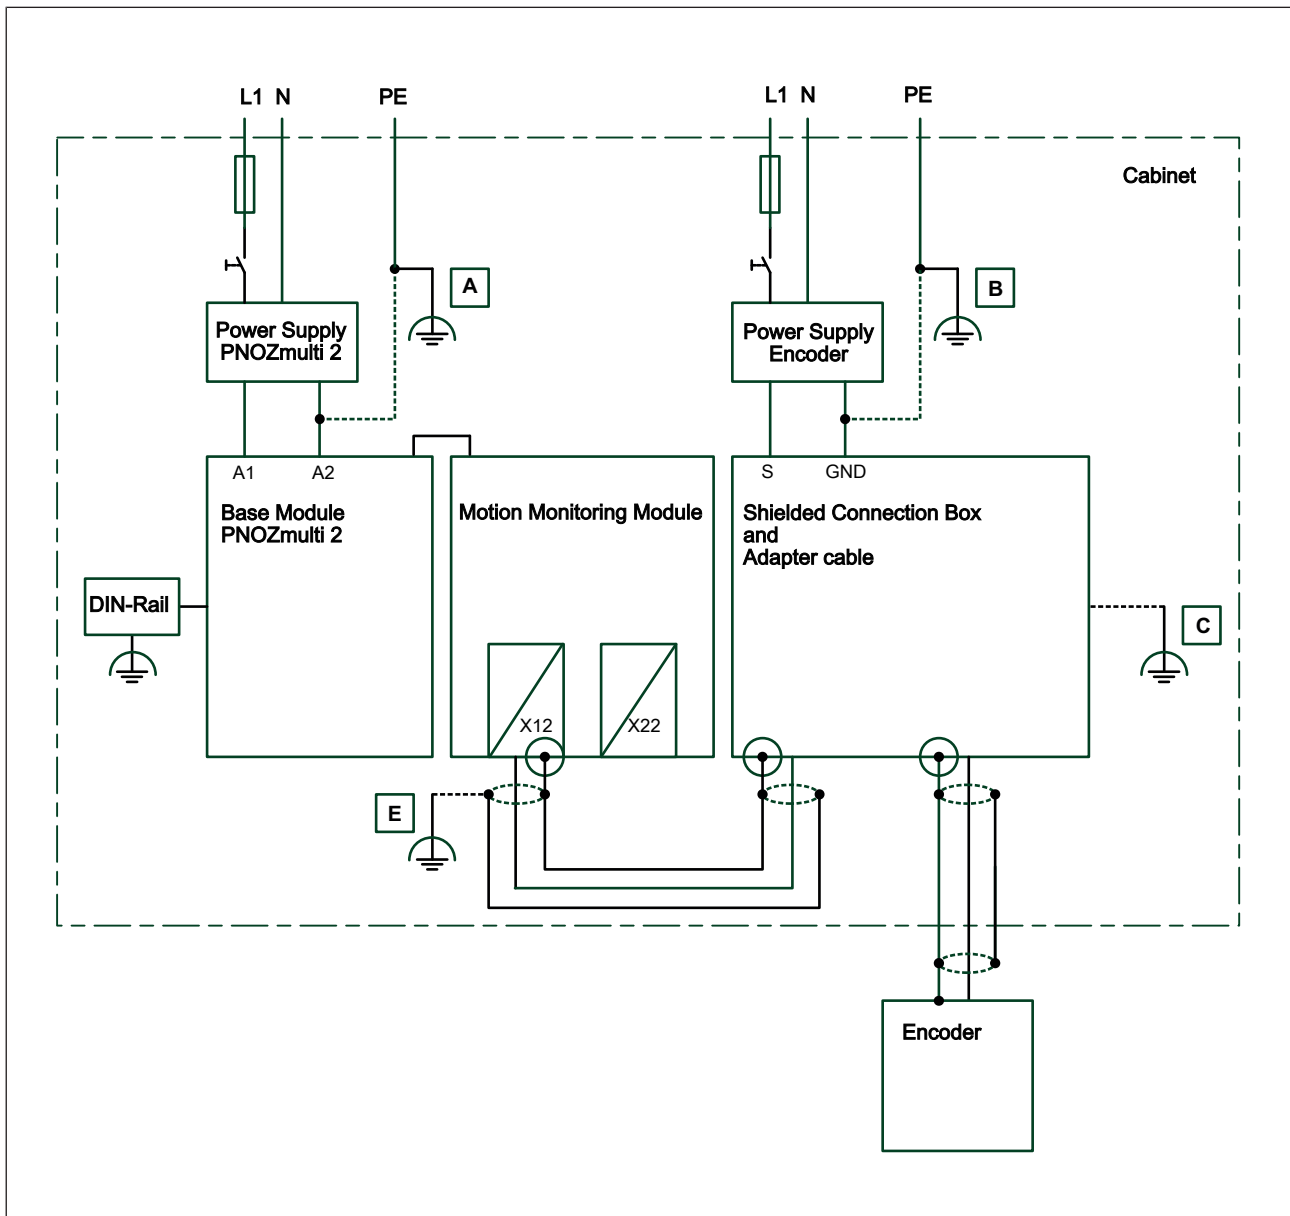 L1 N
PE
L1 N
PE
Cabinet
A
B
Power Supply
PNOZmulti 2
Power Supply
Encoder
A1
A2
S
GND
Base Module
PNOZmulti 2
Motion Monitoring Module
Shielded Connection Box
and
Adapter cable
DIN-Rail
C
X12
X22
E
Encoder